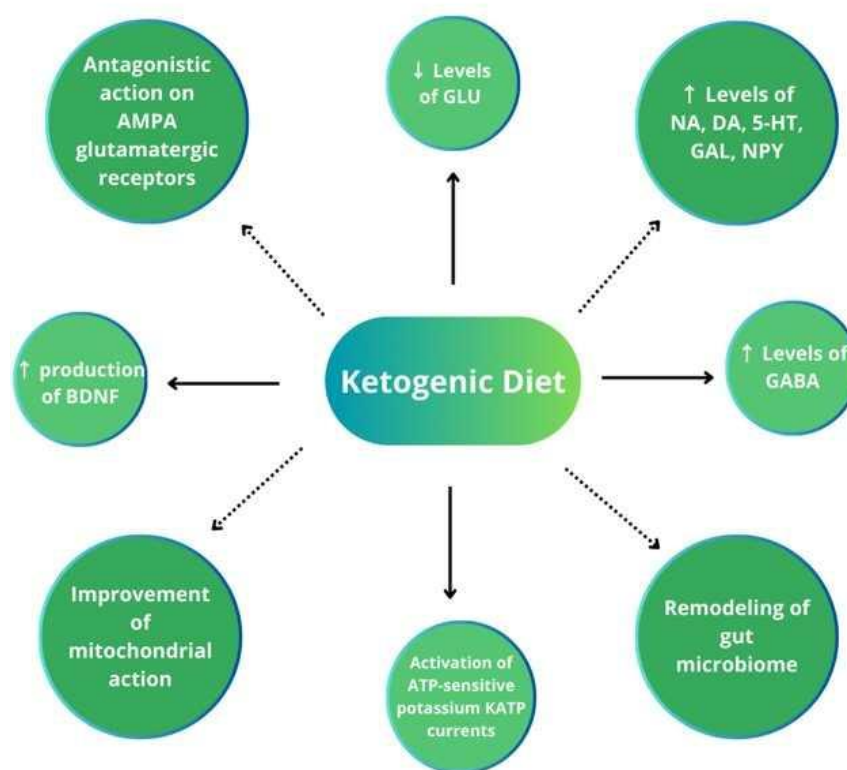 Antagonistic
action on
AMPA
glutamatergic
receptors
↓ Levels
of GLU
↑ Levels of
NA, DA, 5-HT,
GAL, NPY
↑ production
of BDNF
Ketogenic Diet
↑ Levels of
GABA
Improvement
of
mitochondrial
action
Activation of
ATP-sensitive
potassium KATP
currents
Remodeling of
gut
microbiome